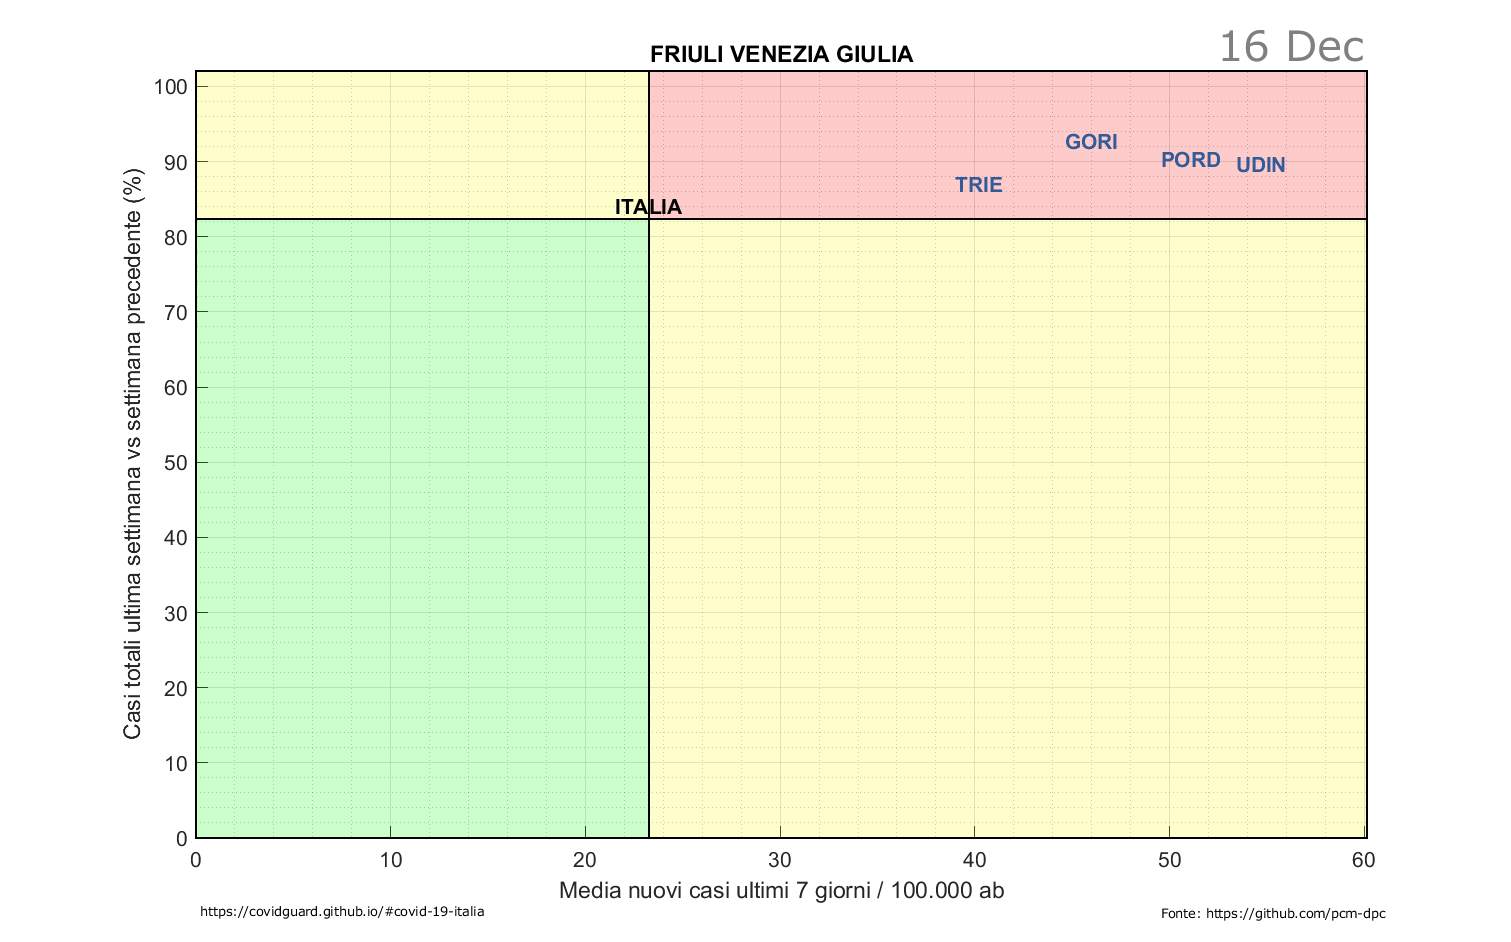 16 Dec
FRIULI VENEZIA GIULIA
100
90
80
70
60
50
40
30
20
10
0
Casi totali ultima settimana vs settimana precedente (%)
GORI
PORD
UDIN
TRIE
ITALIA
0 10 20 30 40 50 60
Media nuovi casi ultimi 7 giorni / 100.000 ab
https://covidguard.github.io/#covid-19-italia
Fonte: https://github.com/pcm-dpc